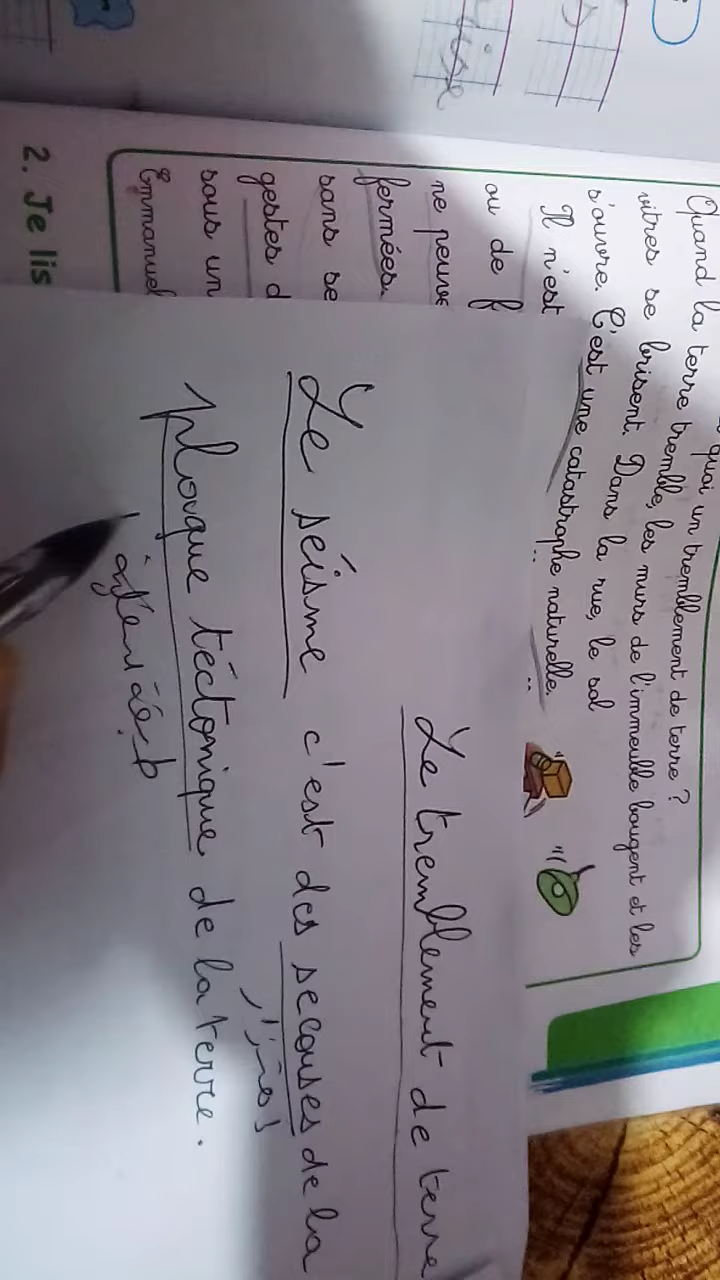 quoi un tremblement de terre ?
Quand la terre tremble, les murs de l'immeuble bougent et les
vitres se brisent. Dans la rue, le sol
s'ouvre. C'est une catastrophe naturelle
Il n'est
ou de f
ne peuve
fermées.
sans se
gestes d
sous un
Emmanuel
2. Je lis
Le tremblement de terre
Le séisme c'est des secouses de la
plaque téctonique de la terre.